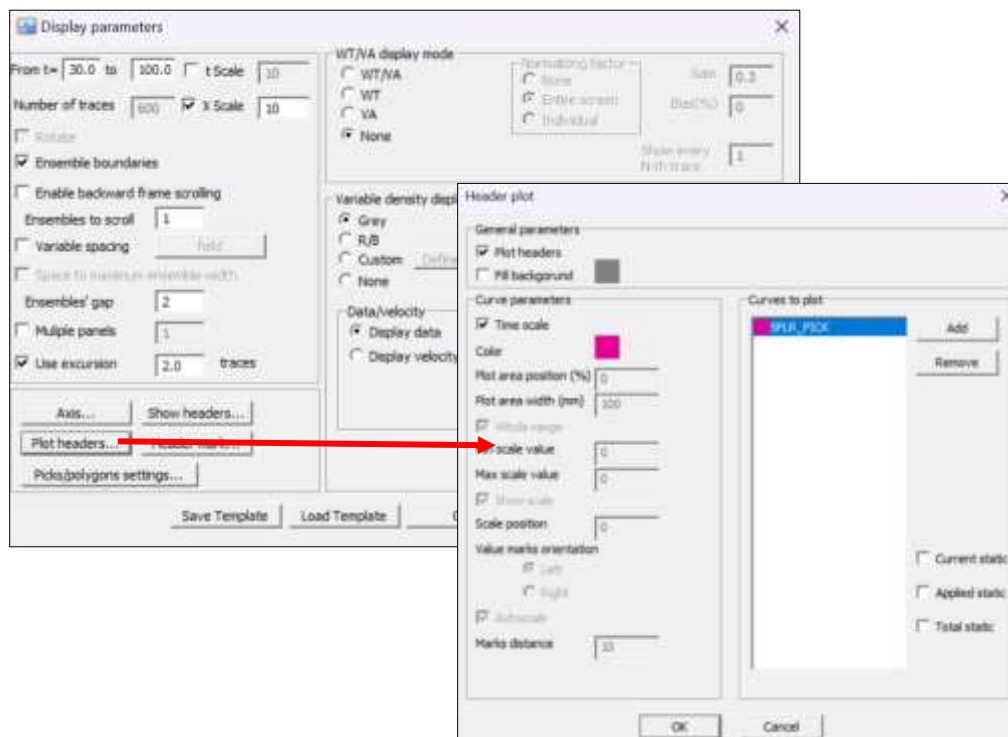 Display parameters
From t= 30.0 to 100.0 t Scale 10
Number of traces 600 X Scale 10
Rotate
Ensemble boundaries
Enable backward frame scrolling
Ensembles to scroll 1
Variable spacing field
Space to maximum ensemble width
Ensembles' gap 2
Muliple panels 1
Use excursion 2.0 traces
Axis... Show headers...
Plot headers... Header mark...
Picks/polygons settings...
Save Template Load Template
WT/VA display mode
WT/VA
WT
VA
None
Normalizing factor
None
Entire screen
Individual
Gain 0.3
Bias(%) 0
Show every
N-th trace 1
Variable density displ
Grey
R/B
Custom Define
None
Data/velocity
Display data
Display velocity
Header plot
General parameters
Plot headers
Fill backgorund
Curve parameters
Time scale
Color
Plot area position (%) 0
Plot area width (mm) 100
Whole range
scale value 0
Max scale value 0
Show scale
Scale position 0
Value marks orientation
Left
Right
Autoscale
Marks distance 10
Curves to plot
SPLR_PICK
Add
Remove
Current static
Applied static
Total static
OK Cancel